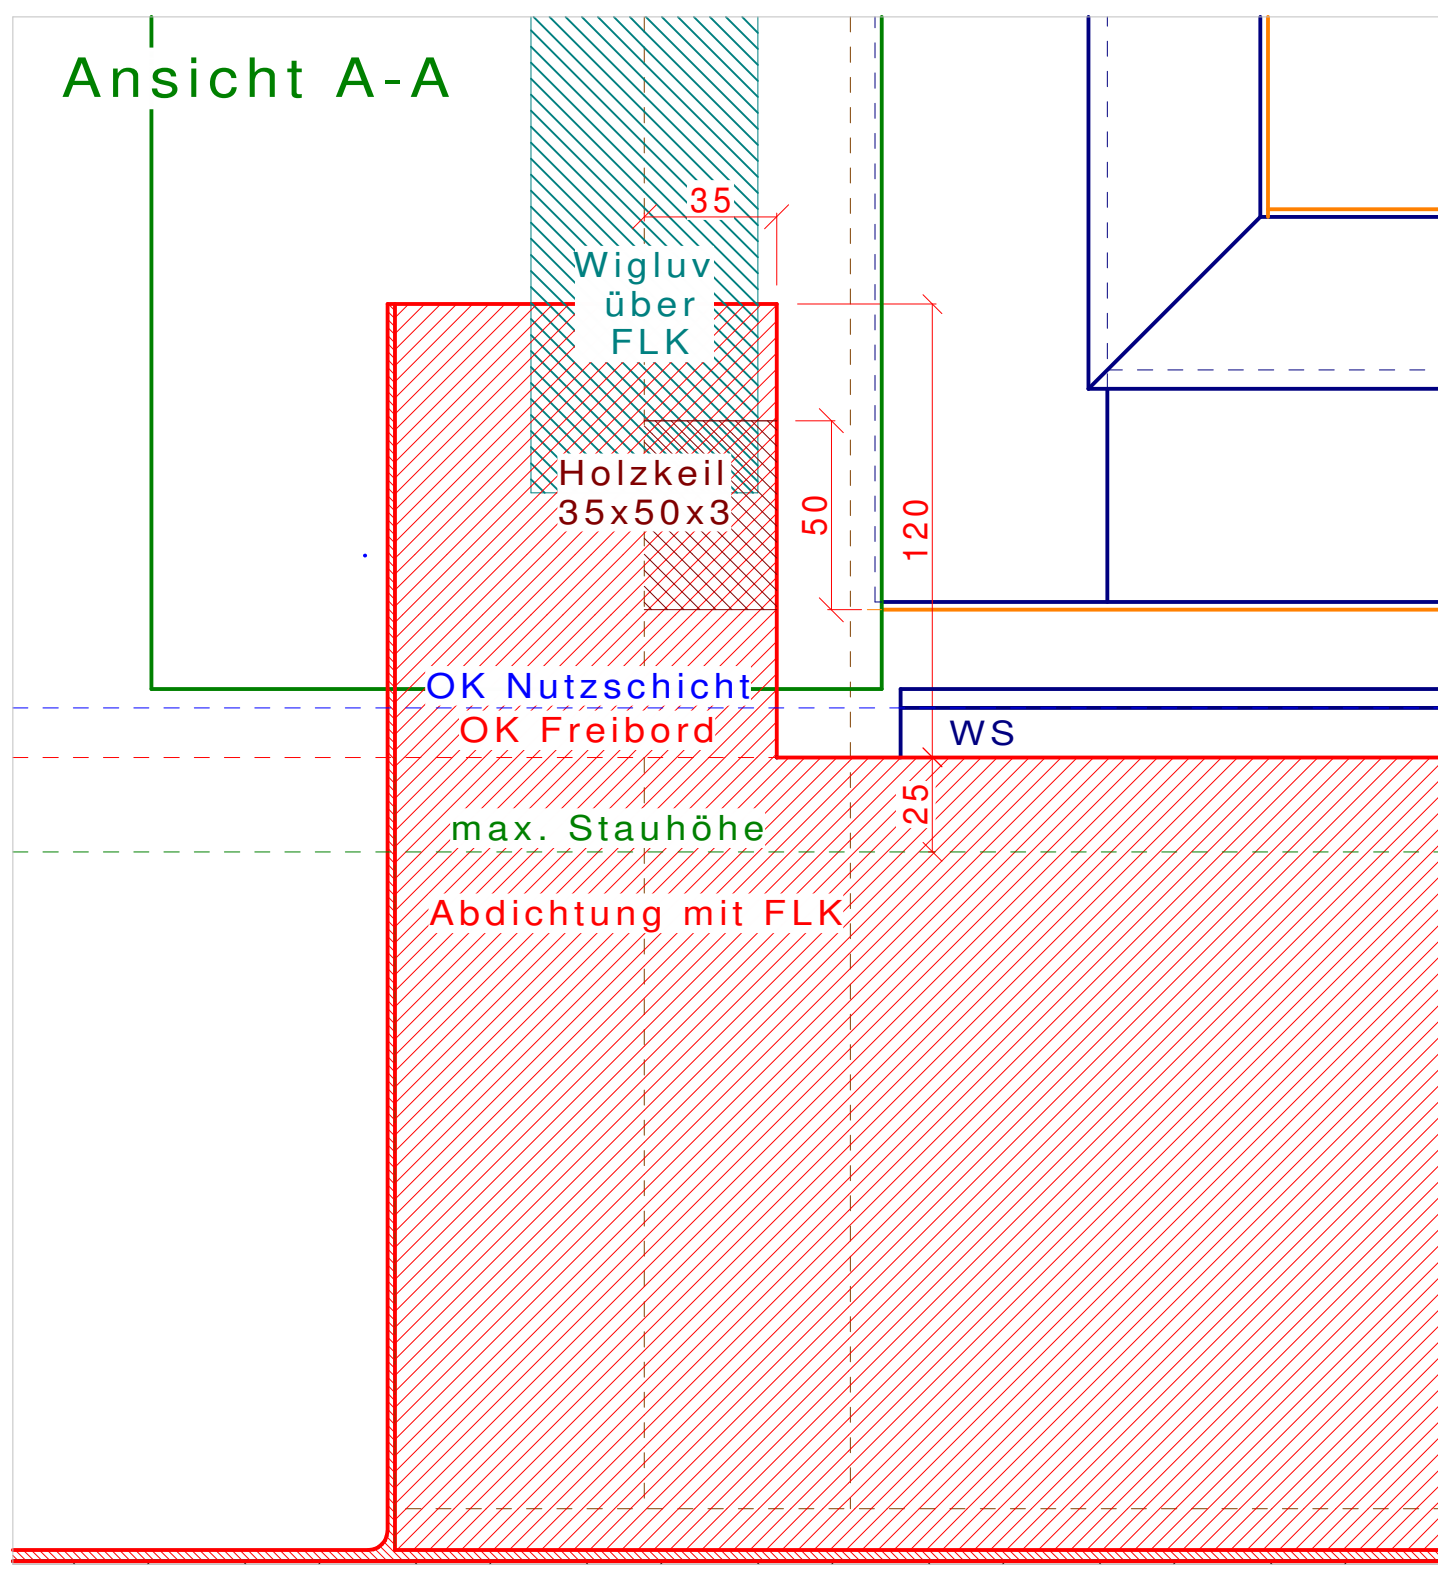 Ansicht A-A
35
Wigluv
über
FLK
Holzkeil
35x50x3
50
120
OK Nutzschicht
OK Freibord
WS
25
max. Stauhöhe
Abdichtung mit FLK